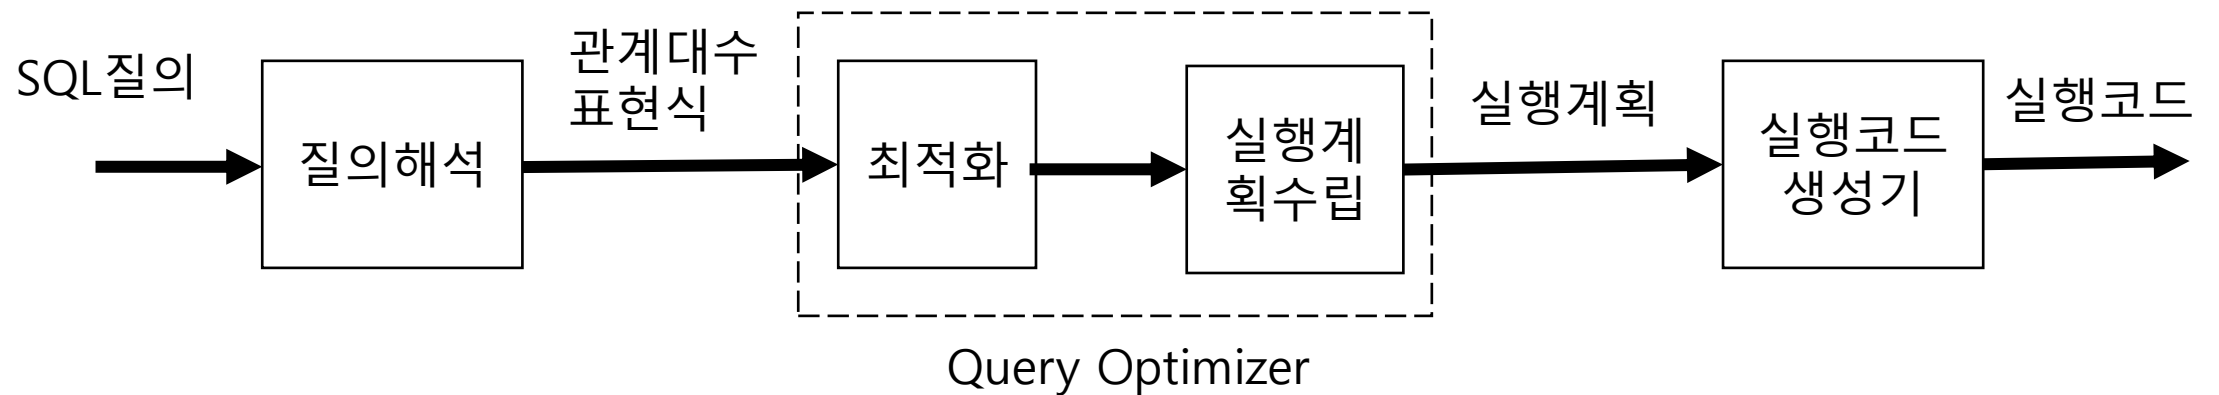 SQL질의
질의해석
관계대수
표현식
최적화
실행계
획수립
실행계획
실행코드
생성기
실행코드
Query Optimizer